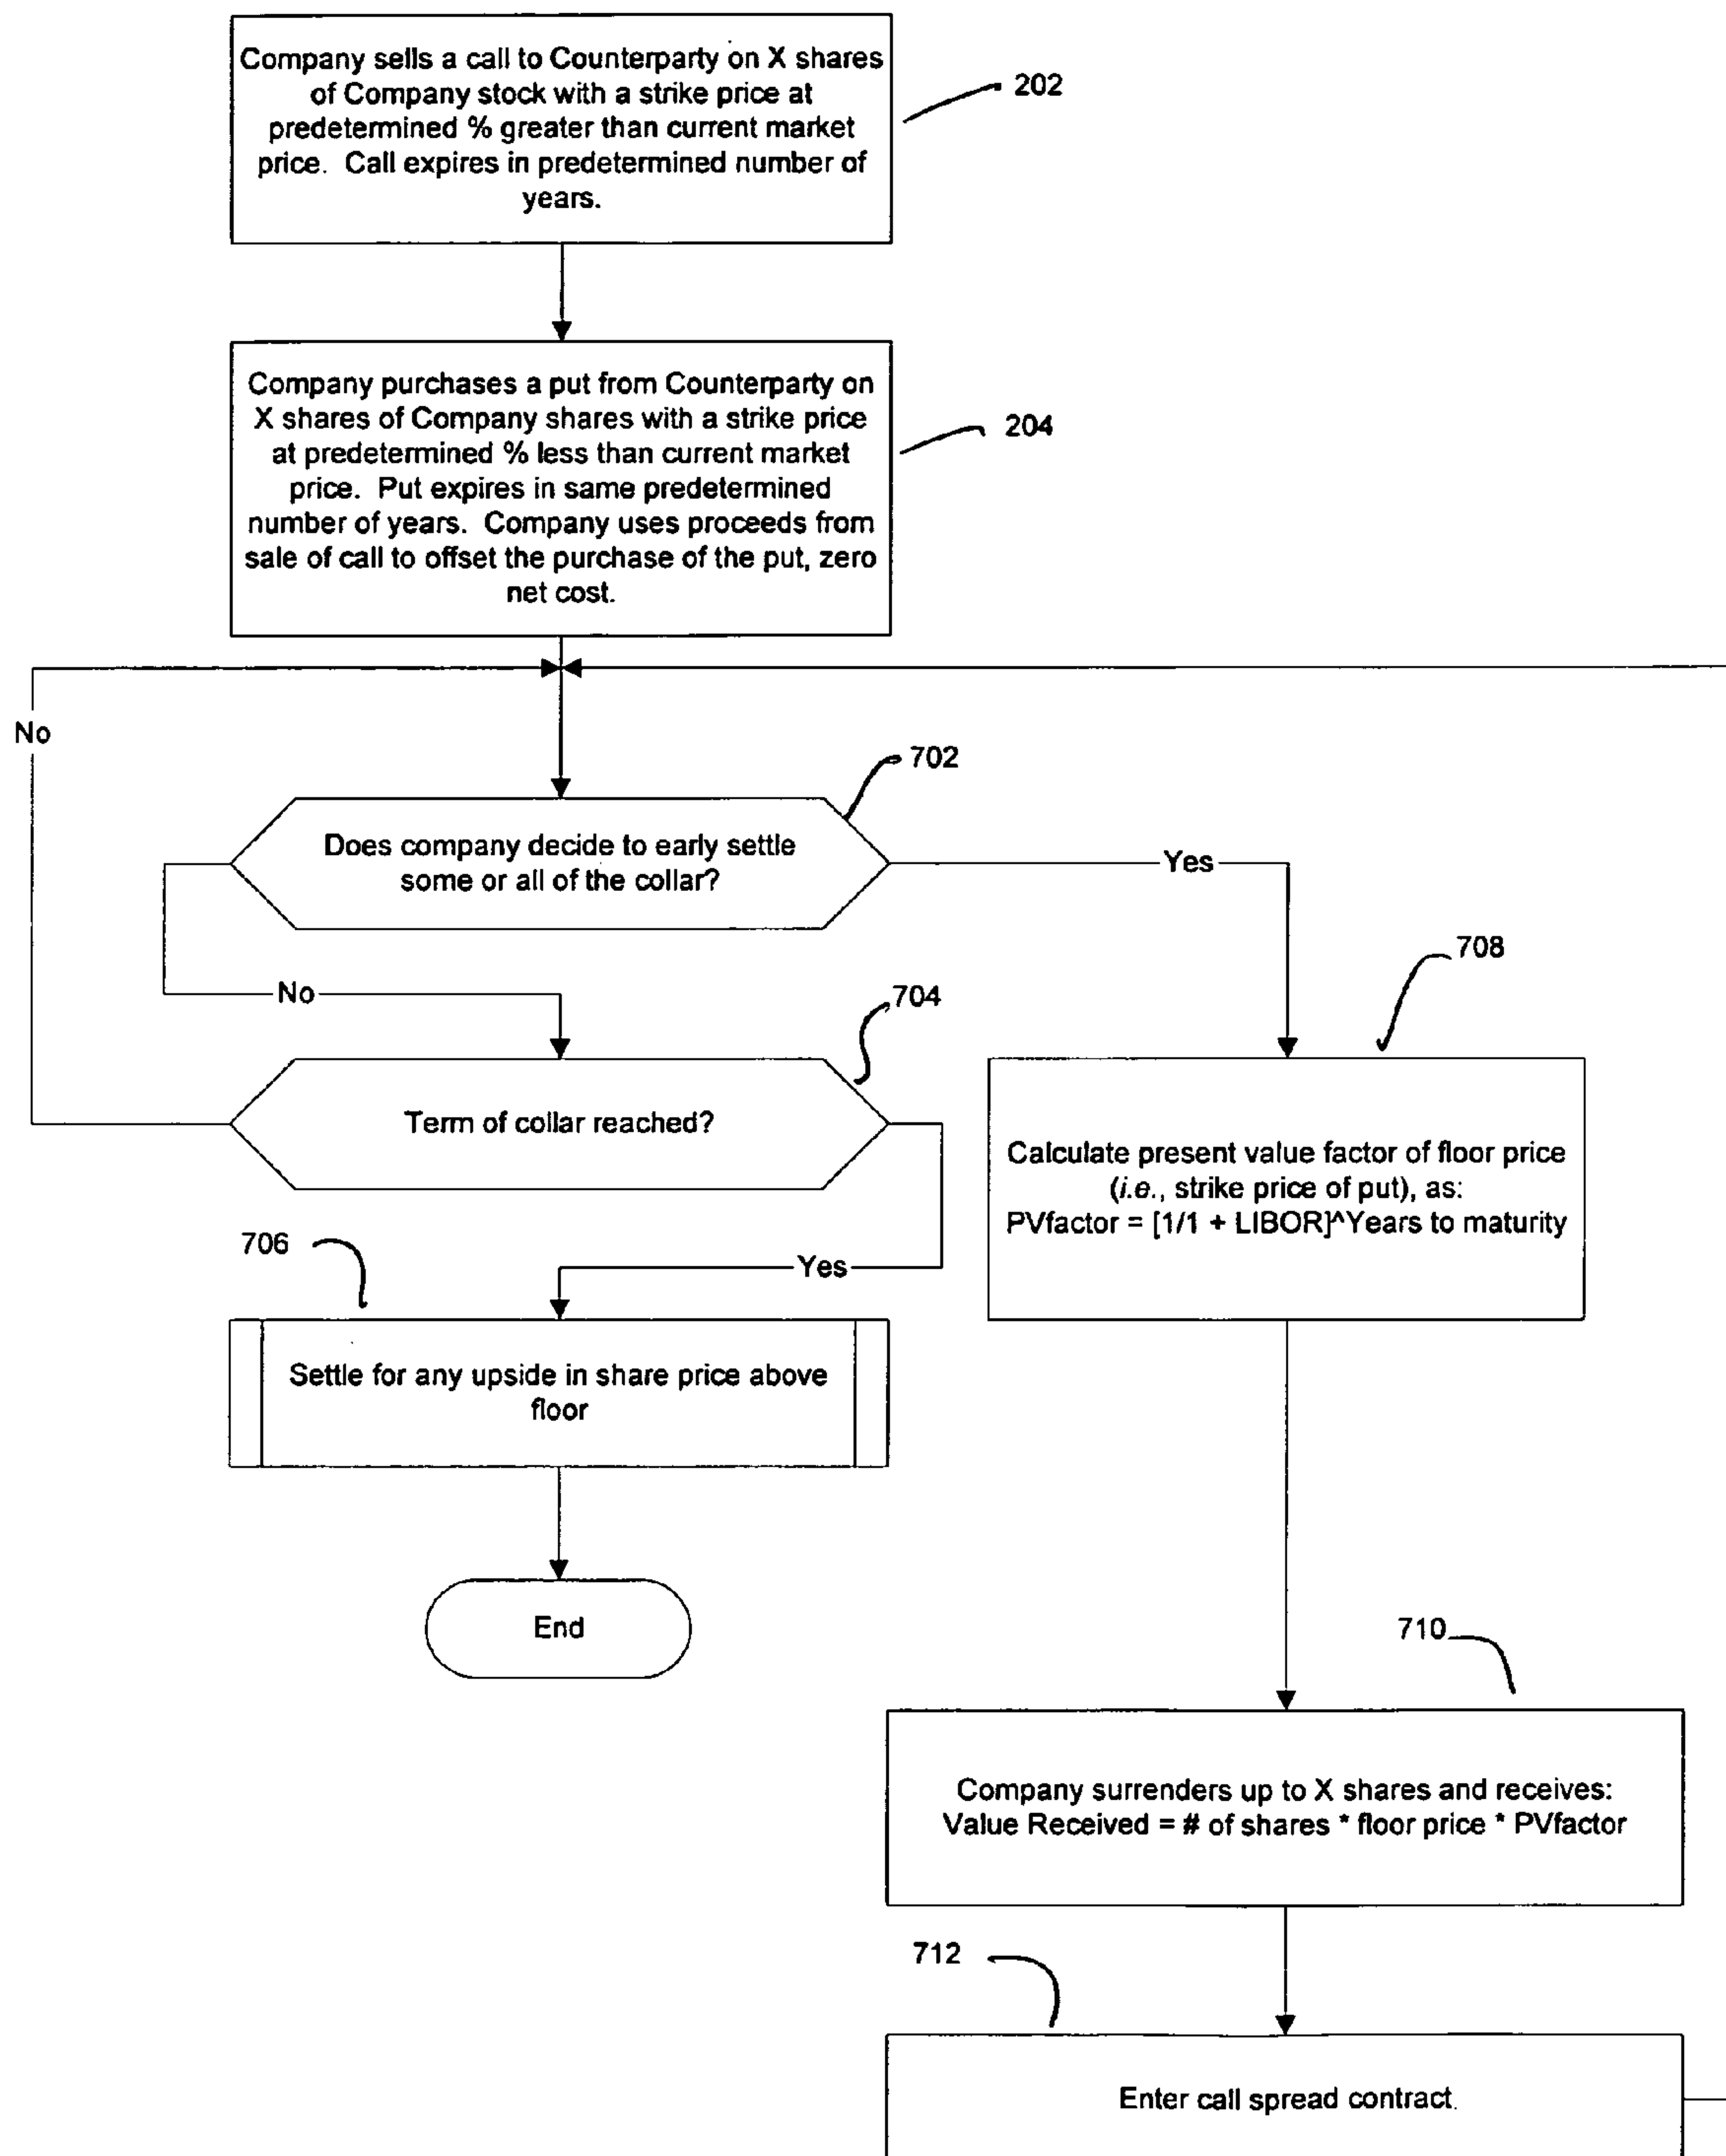 Company sells a call to Counterparty on X shares
of Company stock with a strike price at
predetermined % greater than current market
price. Call expires in predetermined number of
years.
202
Company purchases a put from Counterparty on
X shares of Company shares with a strike price
at predetermined % less than current market
price. Put expires in same predetermined
number of years. Company uses proceeds from
sale of call to offset the purchase of the put, zero
net cost.
204
No
702
Does company decide to early settle
some or all of the collar?
Yes
708
No
704
Term of collar reached?
Calculate present value factor of floor price
(i.e., strike price of put), as:
PVfactor = [1/1 + LIBOR]^Years to maturity
706
Yes
Settle for any upside in share price above
floor
End
710
Company surrenders up to X shares and receives:
Value Received = # of shares * floor price * PVfactor
712
Enter call spread contract.